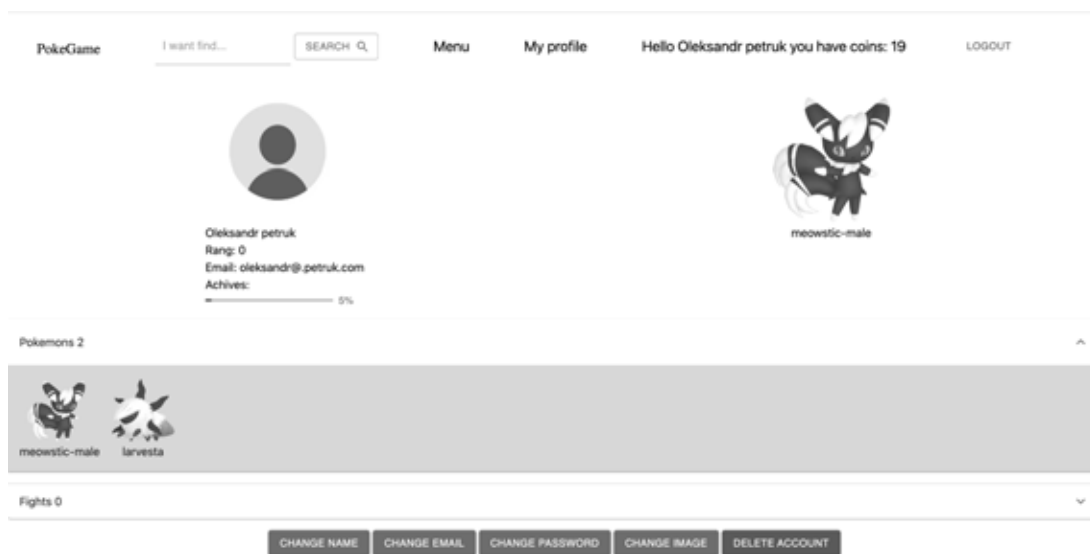 PokeGame I want find... SEARCH Menu My profile Hello Oleksandr petruk you have coins: 19 LOGOUT
meowstic-male
Oleksandr petruk
Rang: 0
Email: oleksandr@.petruk.com
Achives:
5%
Pokemons 2
meowstic-male larvesta
Fights 0
CHANGE NAME CHANGE EMAIL CHANGE PASSWORD CHANGE IMAGE DELETE ACCOUNT